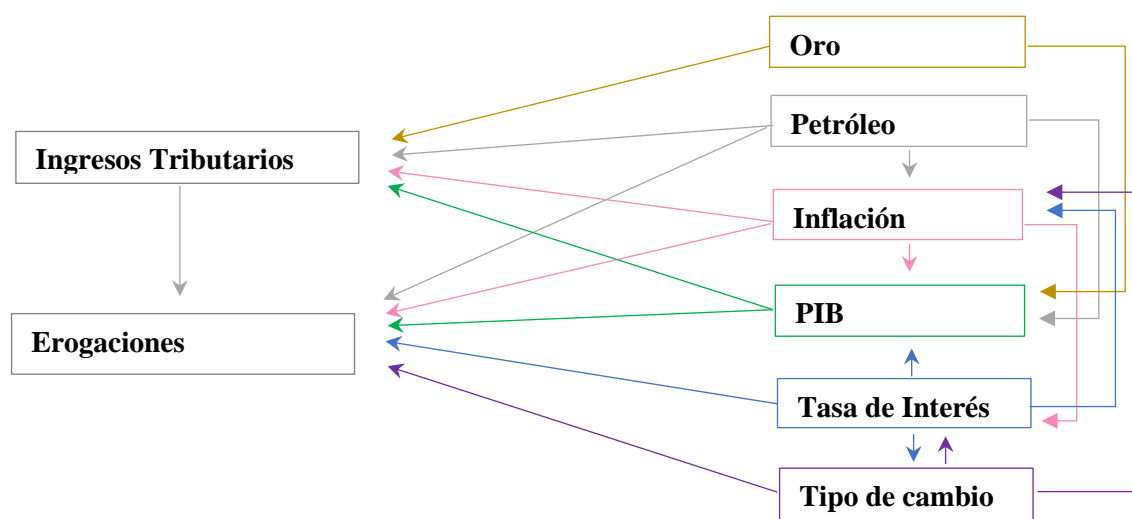 Oro
Petróleo
Ingresos Tributarios
Inflación
PIB
Erogaciones
Tasa de Interés
Tipo de cambio